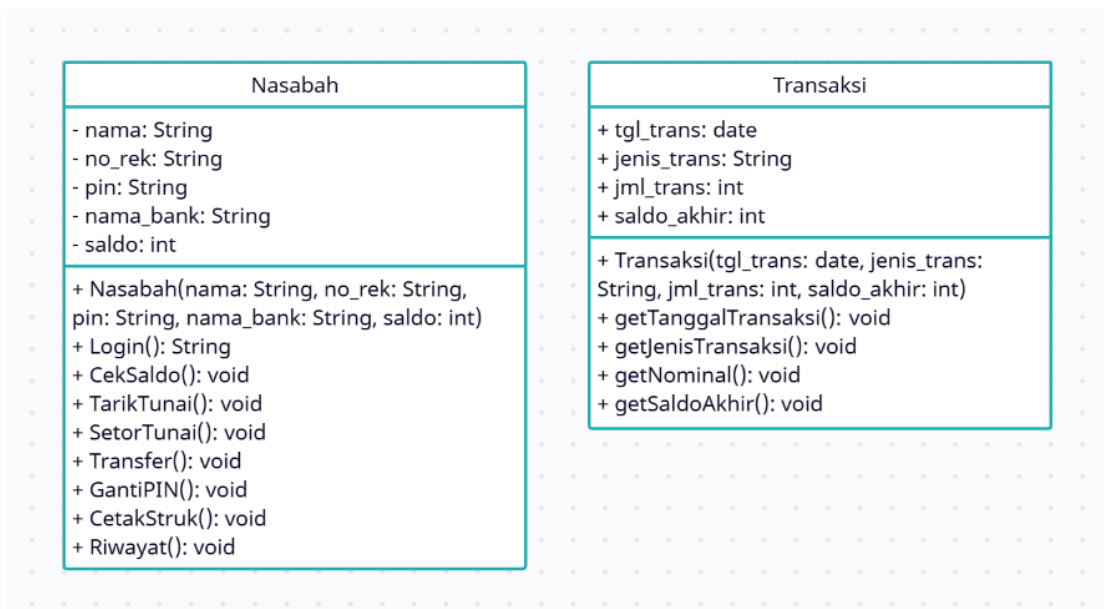 Nasabah
- nama: String
- no_rek: String
- pin: String
- nama_bank: String
- saldo: int
+ Nasabah(nama: String, no_rek: String,
pin: String, nama_bank: String, saldo: int)
+ Login(): String
+ CekSaldo(): void
+ TarikTunai(): void
+ SetorTunai(): void
+ Transfer(): void
+ GantiPIN(): void
+ CetakStruk(): void
+ Riwayat(): void
Transaksi
+ tgl_trans: date
+ jenis_trans: String
+ jml_trans: int
+ saldo_akhir: int
+ Transaksi(tgl_trans: date, jenis_trans:
String, jml_trans: int, saldo_akhir: int)
+ getTanggalTransaksi(): void
+ getJenisTransaksi(): void
+ getNominal(): void
+ getSaldoAkhir(): void